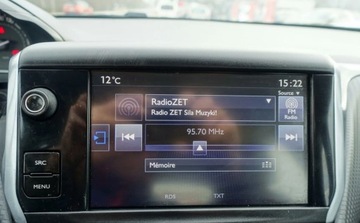 12°C
15:22
Source ▾
RadioZET
Radio ZET Siła Muzyki!
FM
Radio
95.70 MHz
Mémoire
SRC
MENU
RDS
TXT